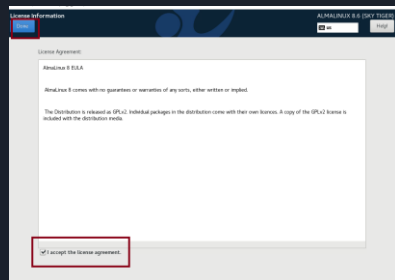 License Information
ALMALINUX 8.6 (SKY TIGER)
Done
us
Help!
License Agreement:
AlmaLinux 8 EULA
AlmaLinux 8 comes with no guarantees or warranties of any sorts, either written or implied.
The Distribution is released as GPLv2. Individual packages in the distribution come with their own licences. A copy of the GPLv2 license is
included with the distribution media.
I accept the license agreement.